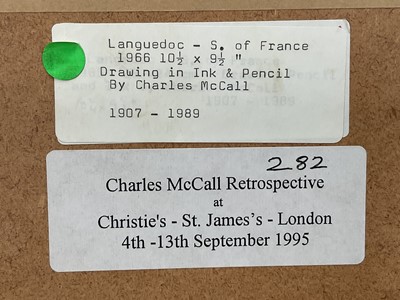 Languedoc - S. of France
1966 10½ x 9½ "
Drawing in Ink & Pencil
By Charles McCall
1907 - 1989
282
Charles McCall Retrospective
at
Christie's - St. James's - London
4th -13th September 1995